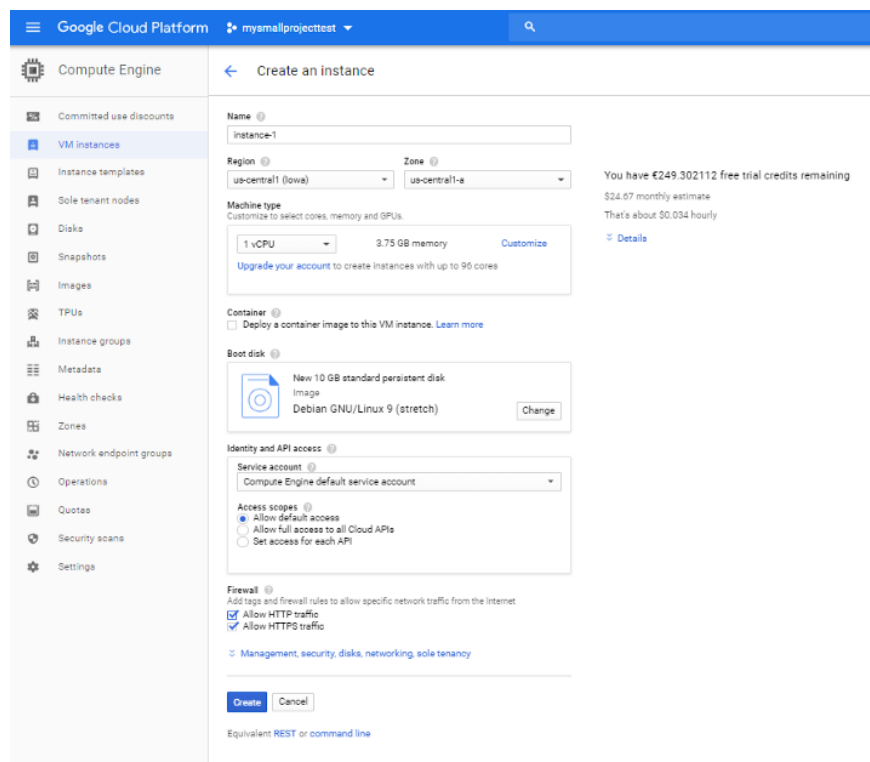 Google Cloud Platform
mysmallprojecttest
Compute Engine
Create an instance
Committed use discounts
VM instances
Instance templates
Sole tenant nodes
Disks
Snapshots
Images
TPUs
Instance groups
Metadata
Health checks
Zones
Network endpoint groups
Operations
Quotas
Security scans
Settings
Name
instance-1
Region
Zone
us-central1 (Iowa)
us-central1-a
Machine type
Customize to select cores, memory and GPUs.
1 vCPU
3.75 GB memory
Customize
Upgrade your account to create instances with up to 96 cores
Container
Deploy a container image to this VM instance. Learn more
Boot disk
New 10 GB standard persistent disk
Image
Debian GNU/Linux 9 (stretch)
Change
Identity and API access
Service account
Compute Engine default service account
Access scopes
Allow default access
Allow full access to all Cloud APIs
Set access for each API
Firewall
Add tags and firewall rules to allow specific network traffic from the Internet
Allow HTTP traffic
Allow HTTPS traffic
Management, security, disks, networking, sole tenancy
Create
Cancel
Equivalent REST or command line
You have €249.302112 free trial credits remaining
$24.67 monthly estimate
That's about $0.034 hourly
Details